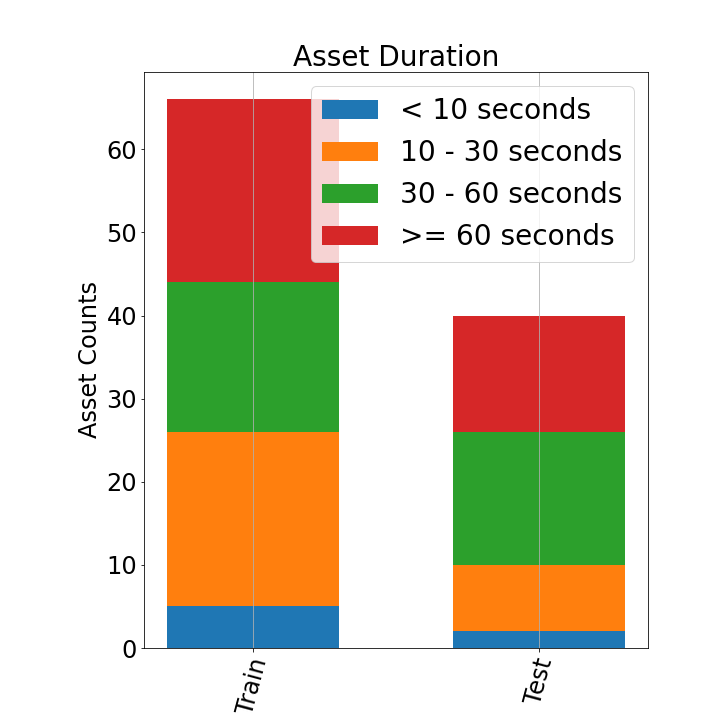 Asset Duration
< 10 seconds
10 - 30 seconds
30 - 60 seconds
>= 60 seconds
Asset Counts
60
50
40
30
20
10
0
Train
Test